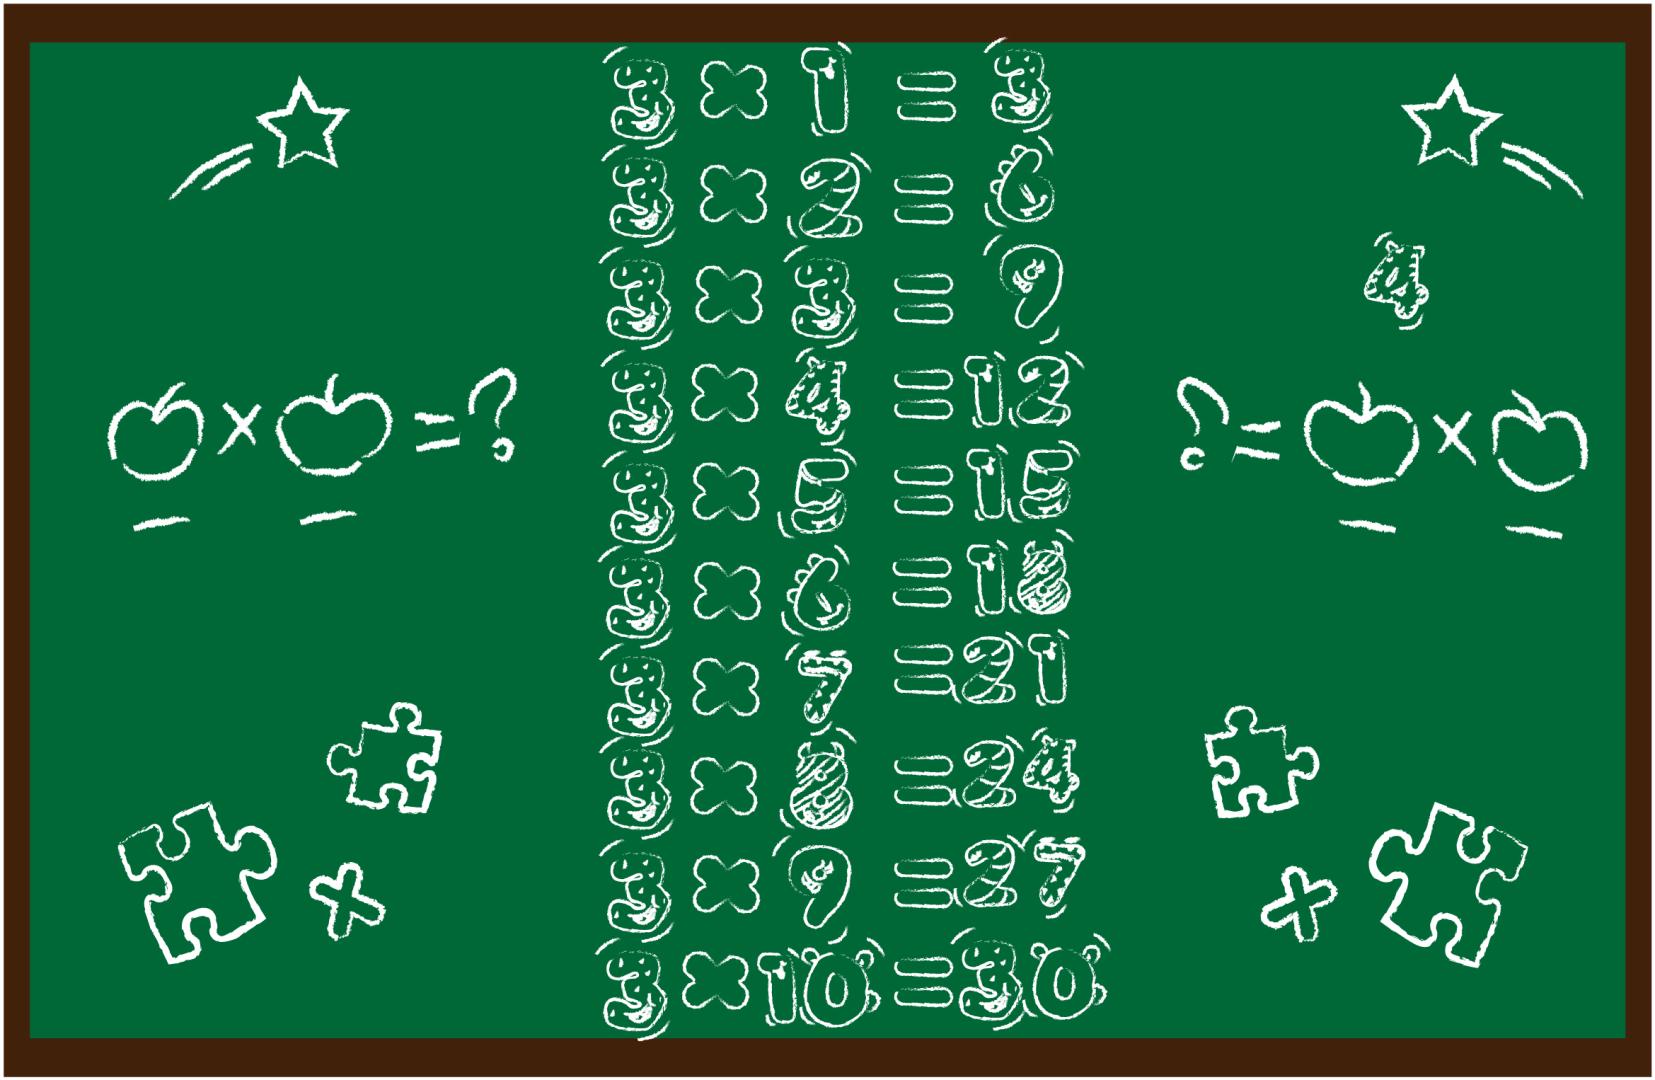 3 × 1 = 3
3 × 2 = 6
3 × 3 = 9
4
3 × 4 = 12
× = ?
? = ×
3 × 5 = 15
3 × 6 = 18
3 × 7 = 21
3 × 8 = 24
3 × 9 = 27
×
×
3 × 10 = 30